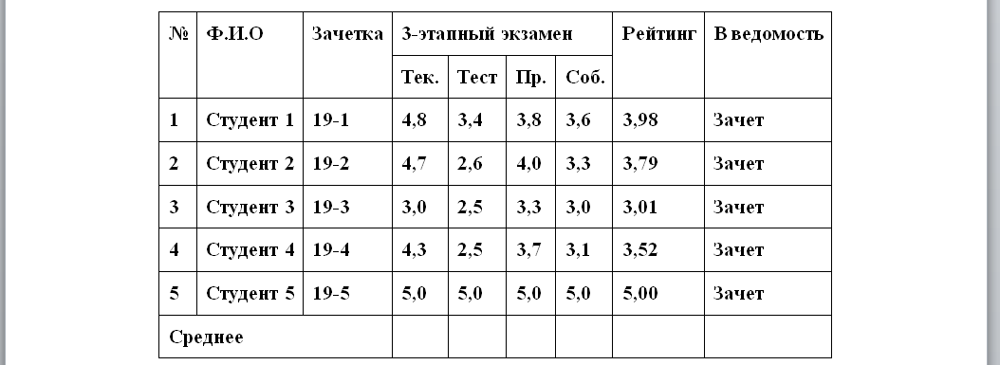 № Ф.И.О Зачетка 3-этапный экзамен Рейтинг В ведомость
Тек. Тест Пр. Соб.
1 Студент 1 19-1 4,8 3,4 3,8 3,6 3,98 Зачет
2 Студент 2 19-2 4,7 2,6 4,0 3,3 3,79 Зачет
3 Студент 3 19-3 3,0 2,5 3,3 3,0 3,01 Зачет
4 Студент 4 19-4 4,3 2,5 3,7 3,1 3,52 Зачет
5 Студент 5 19-5 5,0 5,0 5,0 5,0 5,00 Зачет
Среднее